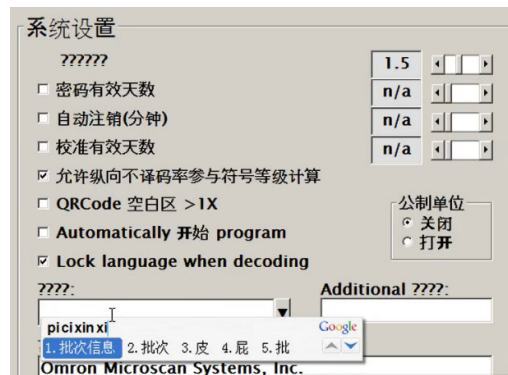 系统设置
??????
1.5
密码有效天数
n/a
自动注销(分钟)
n/a
校准有效天数
n/a
允许纵向不译码率参与符号等级计算
QRCode 空白区 >1X
Automatically 开始 program
Lock language when decoding
公制单位
关闭
打开
????:
Additional ????:
picixinxi
Google
1.批次信息 2.批次 3.皮 4.屁 5.批
Omron Microscan Systems, Inc.